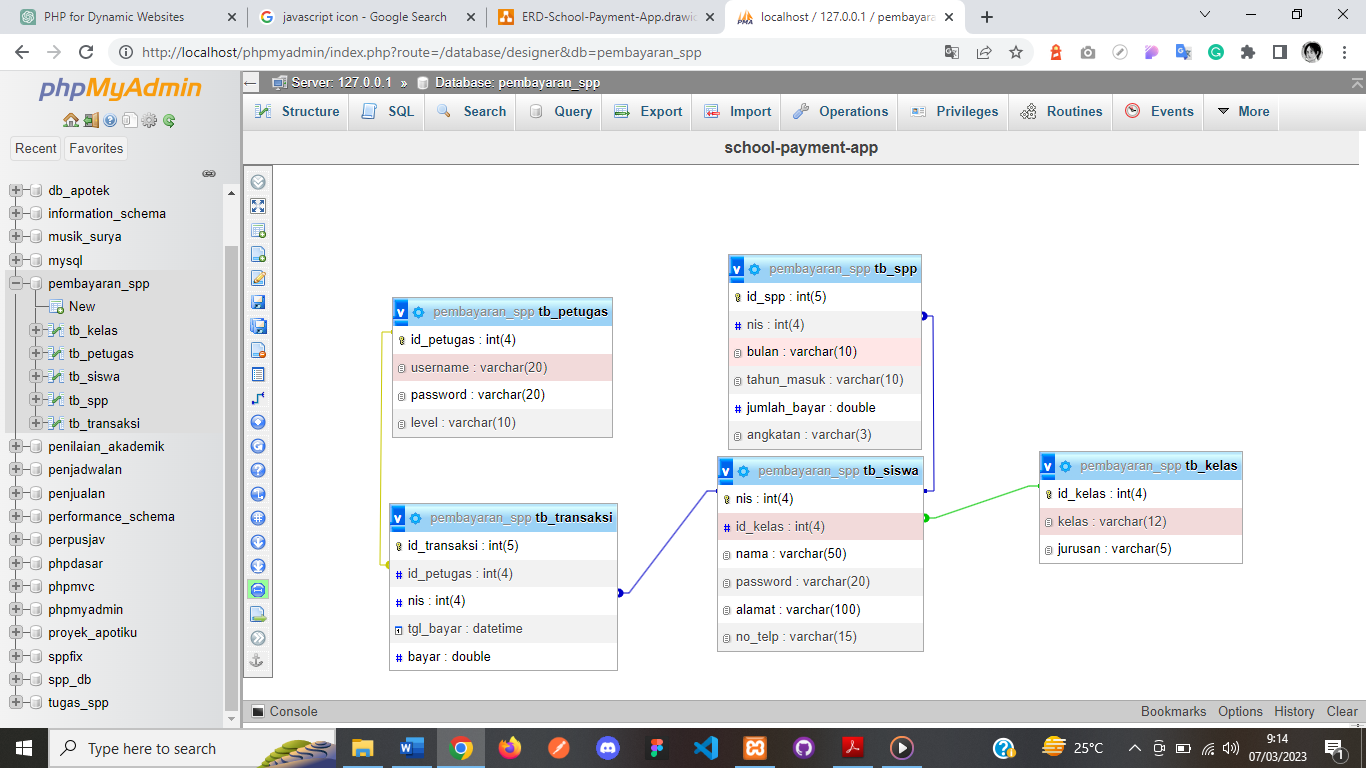 PHP for Dynamic Websites
javascript icon - Google Search
ERD-School-Payment-App.drawio
localhost / 127.0.0.1 / pembayara
http://localhost/phpmyadmin/index.php?route=/database/designer&db=pembayaran_spp
phpMyAdmin
Recent Favorites
db_apotek
information_schema
musik_surya
mysql
pembayaran_spp
New
tb_kelas
tb_petugas
tb_siswa
tb_spp
tb_transaksi
penilaian_akademik
penjadwalan
penjualan
performance_schema
perpusjav
phpdasar
phpmvc
phpmyadmin
proyek_apotiku
sppfix
spp_db
tugas_spp
Server: 127.0.0.1 » Database: pembayaran_spp
Structure SQL Search Query Export Import Operations Privileges Routines Events More
school-payment-app
v pembayaran_spp tb_petugas
id_petugas : int(4)
username : varchar(20)
password : varchar(20)
level : varchar(10)
v pembayaran_spp tb_spp
id_spp : int(5)
# nis : int(4)
bulan : varchar(10)
tahun_masuk : varchar(10)
# jumlah_bayar : double
angkatan : varchar(3)
v pembayaran_spp tb_transaksi
id_transaksi : int(5)
# id_petugas : int(4)
# nis : int(4)
tgl_bayar : datetime
# bayar : double
v pembayaran_spp tb_siswa
nis : int(4)
# id_kelas : int(4)
nama : varchar(50)
password : varchar(20)
alamat : varchar(100)
no_telp : varchar(15)
v pembayaran_spp tb_kelas
id_kelas : int(4)
kelas : varchar(12)
jurusan : varchar(5)
Console
Bookmarks Options History Clear
Type here to search
25°C
9:14
07/03/2023
1